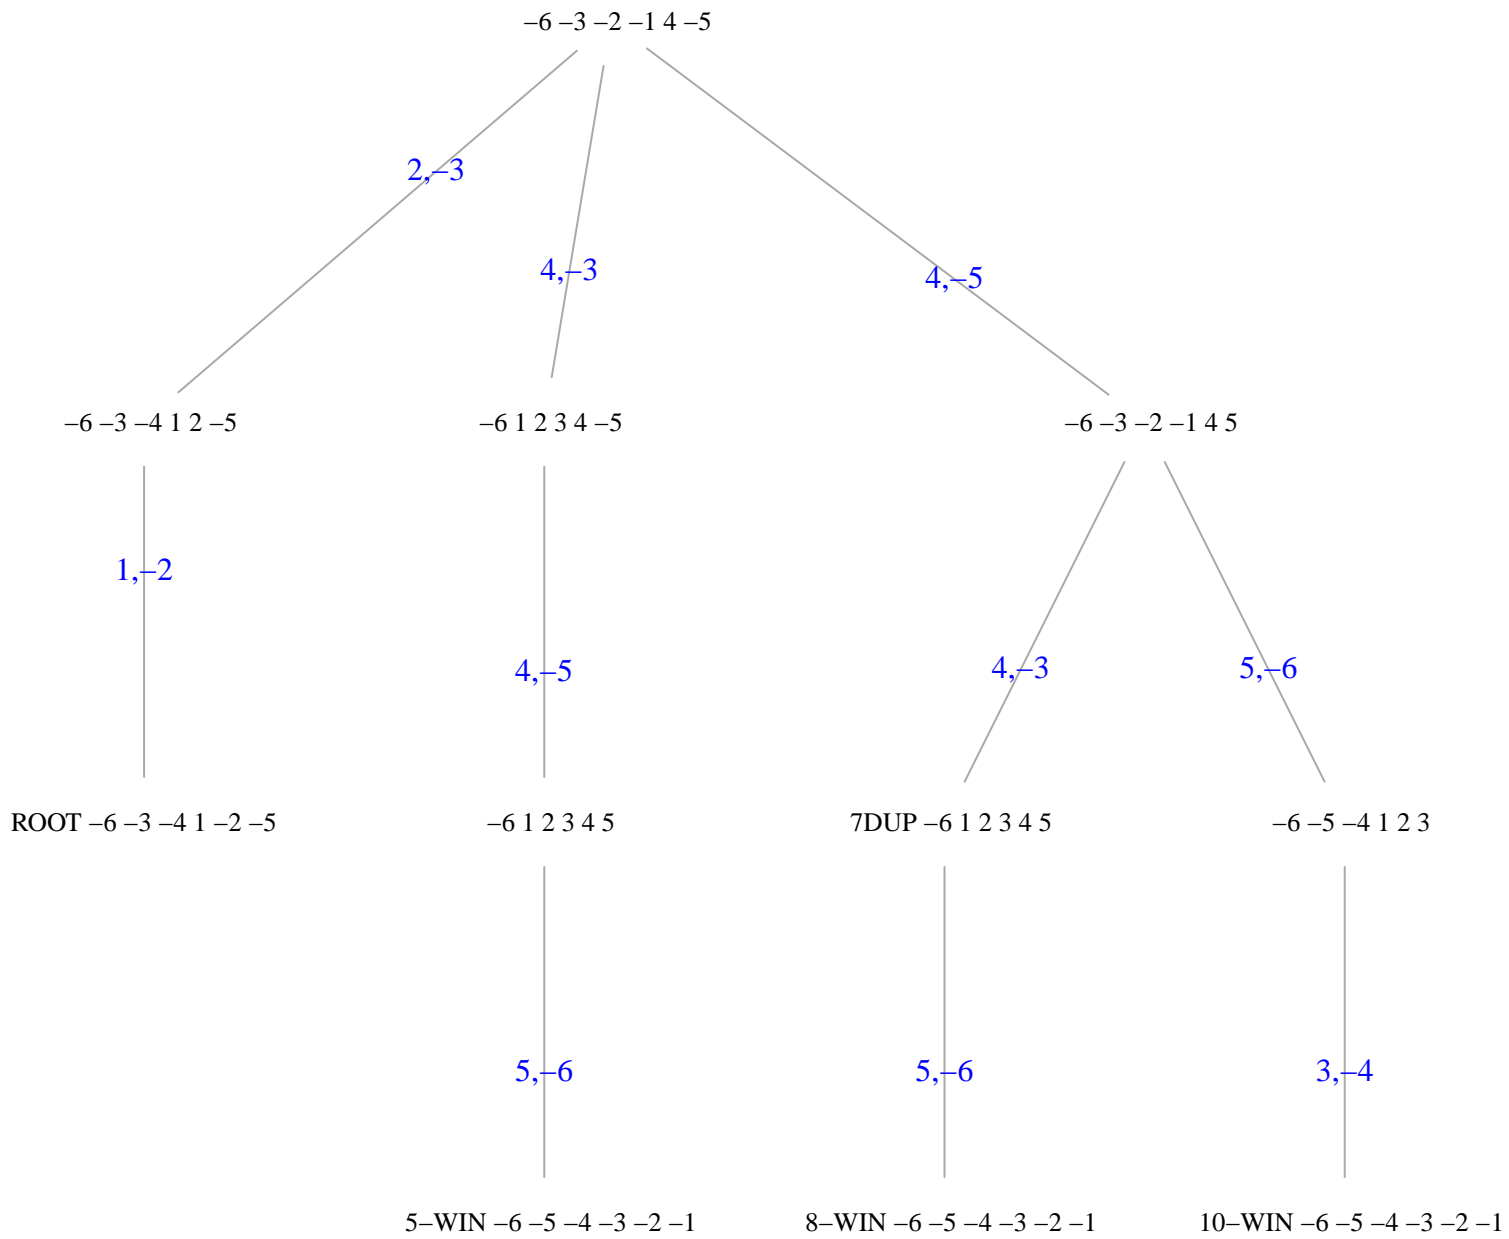 –6 –3 –2 –1 4 –5
2,–3
4,–3
4,–5
–6 –3 –4 1 2 –5
–6 1 2 3 4 –5
–6 –3 –2 –1 4 5
1,–2
4,–5
4,–3
5,–6
ROOT –6 –3 –4 1 –2 –5
–6 1 2 3 4 5
7DUP –6 1 2 3 4 5
–6 –5 –4 1 2 3
5,–6
5,–6
3,–4
5–WIN –6 –5 –4 –3 –2 –1
8–WIN –6 –5 –4 –3 –2 –1
10–WIN –6 –5 –4 –3 –2 –1